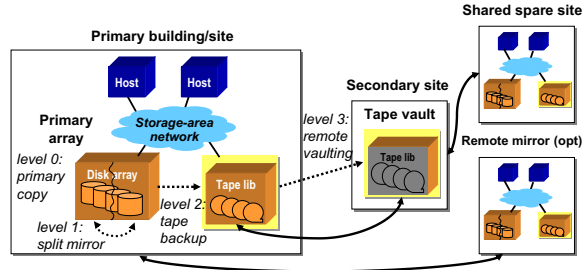 Shared spare site
Primary building/site
Host
Host
Secondary site
Storage-area
network
level 3:
remote
vaulting
Tape vault
Tape lib
Primary
array
level 0:
primary
copy
Disk array
Tape lib
level 2:
tape
backup
level 1:
split mirror
Remote mirror (opt)